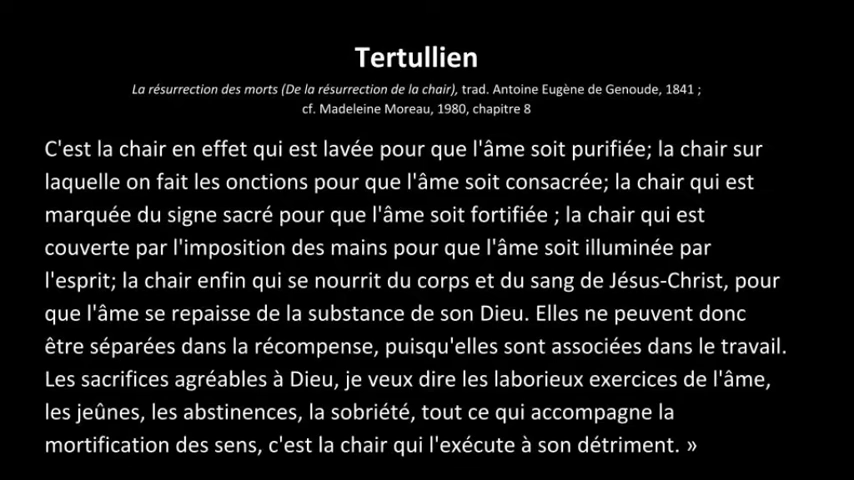 Tertullien
La résurrection des morts (De la résurrection de la chair), trad. Antoine Eugène de Genoude, 1841 ;
cf. Madeleine Moreau, 1980, chapitre 8
C'est la chair en effet qui est lavée pour que l'âme soit purifiée; la chair sur
laquelle on fait les onctions pour que l'âme soit consacrée; la chair qui est
marquée du signe sacré pour que l'âme soit fortifiée ; la chair qui est
couverte par l'imposition des mains pour que l'âme soit illuminée par
l'esprit; la chair enfin qui se nourrit du corps et du sang de Jésus-Christ, pour
que l'âme se repaisse de la substance de son Dieu. Elles ne peuvent donc
être séparées dans la récompense, puisqu'elles sont associées dans le travail.
Les sacrifices agréables à Dieu, je veux dire les laborieux exercices de l'âme,
les jeûnes, les abstinences, la sobriété, tout ce qui accompagne la
mortification des sens, c'est la chair qui l'exécute à son détriment. »